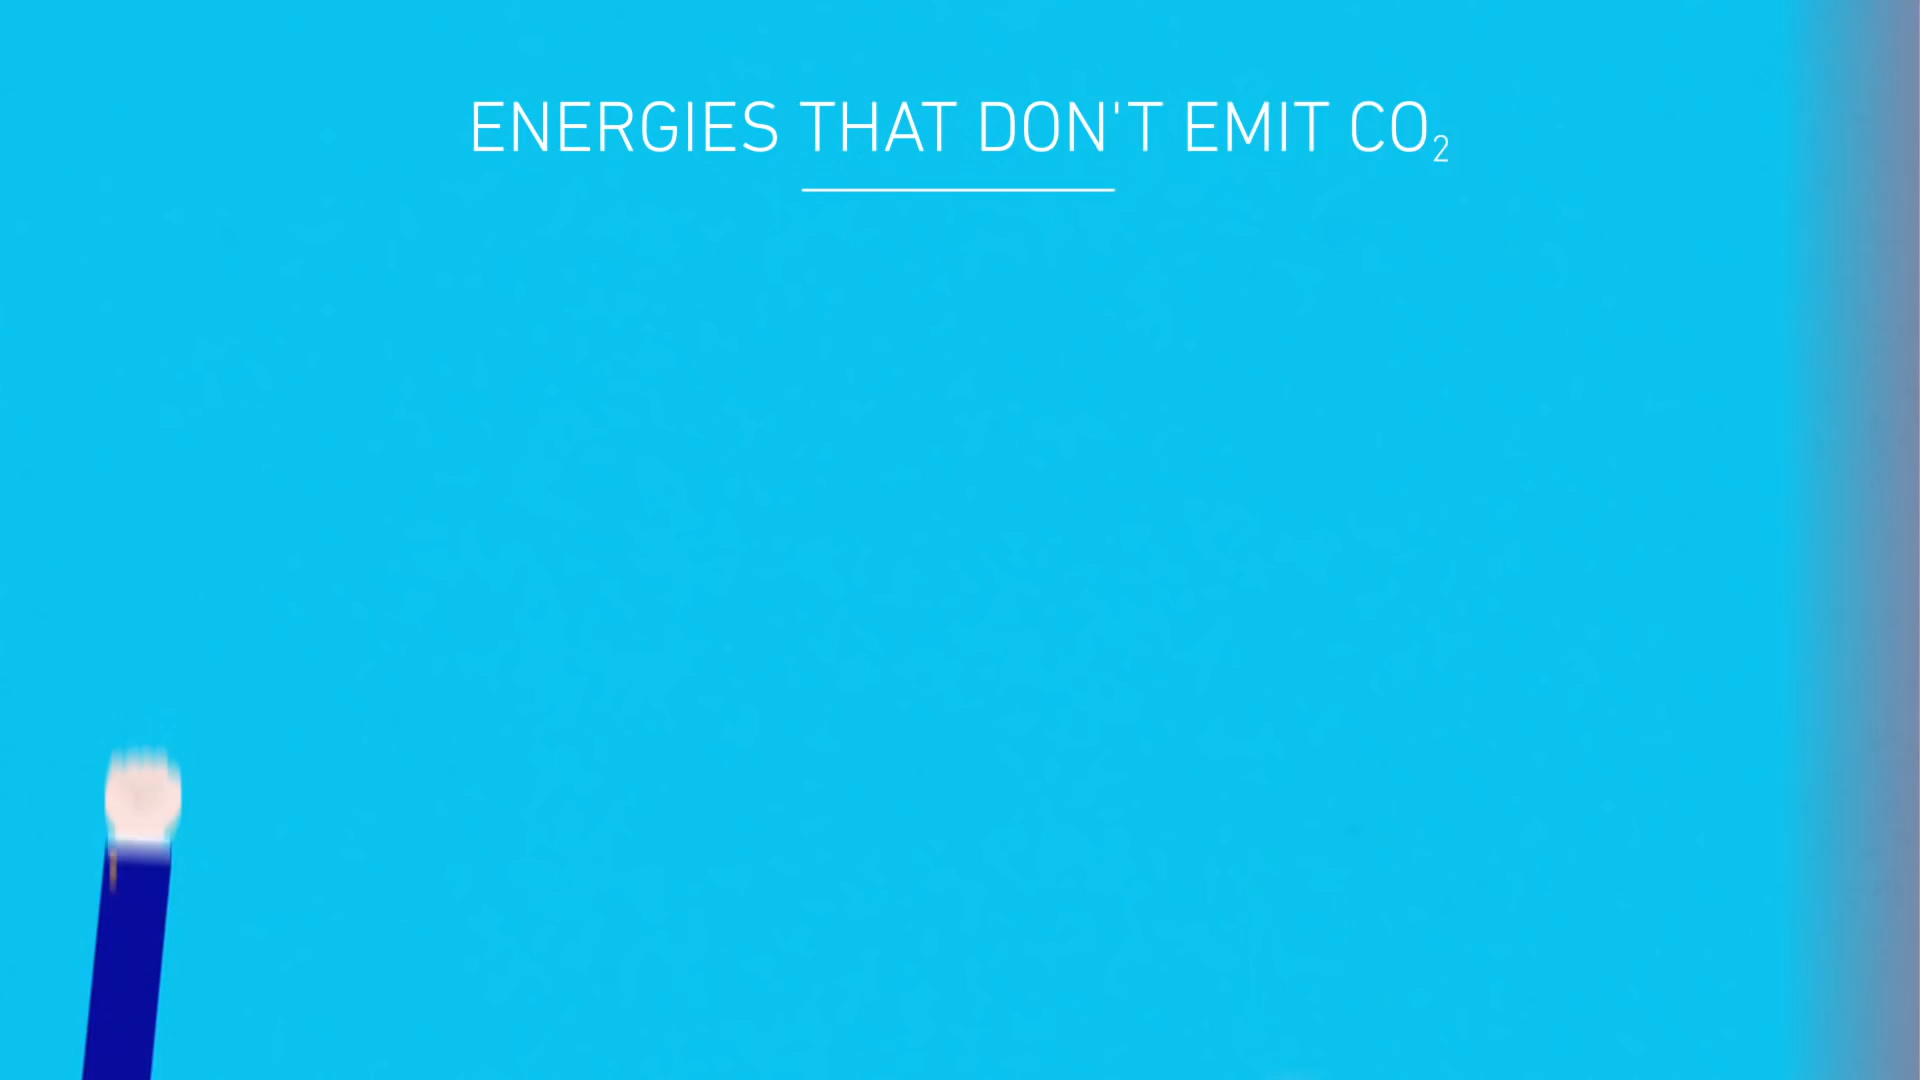 ENERGIES THAT DON'T EMIT CO₂